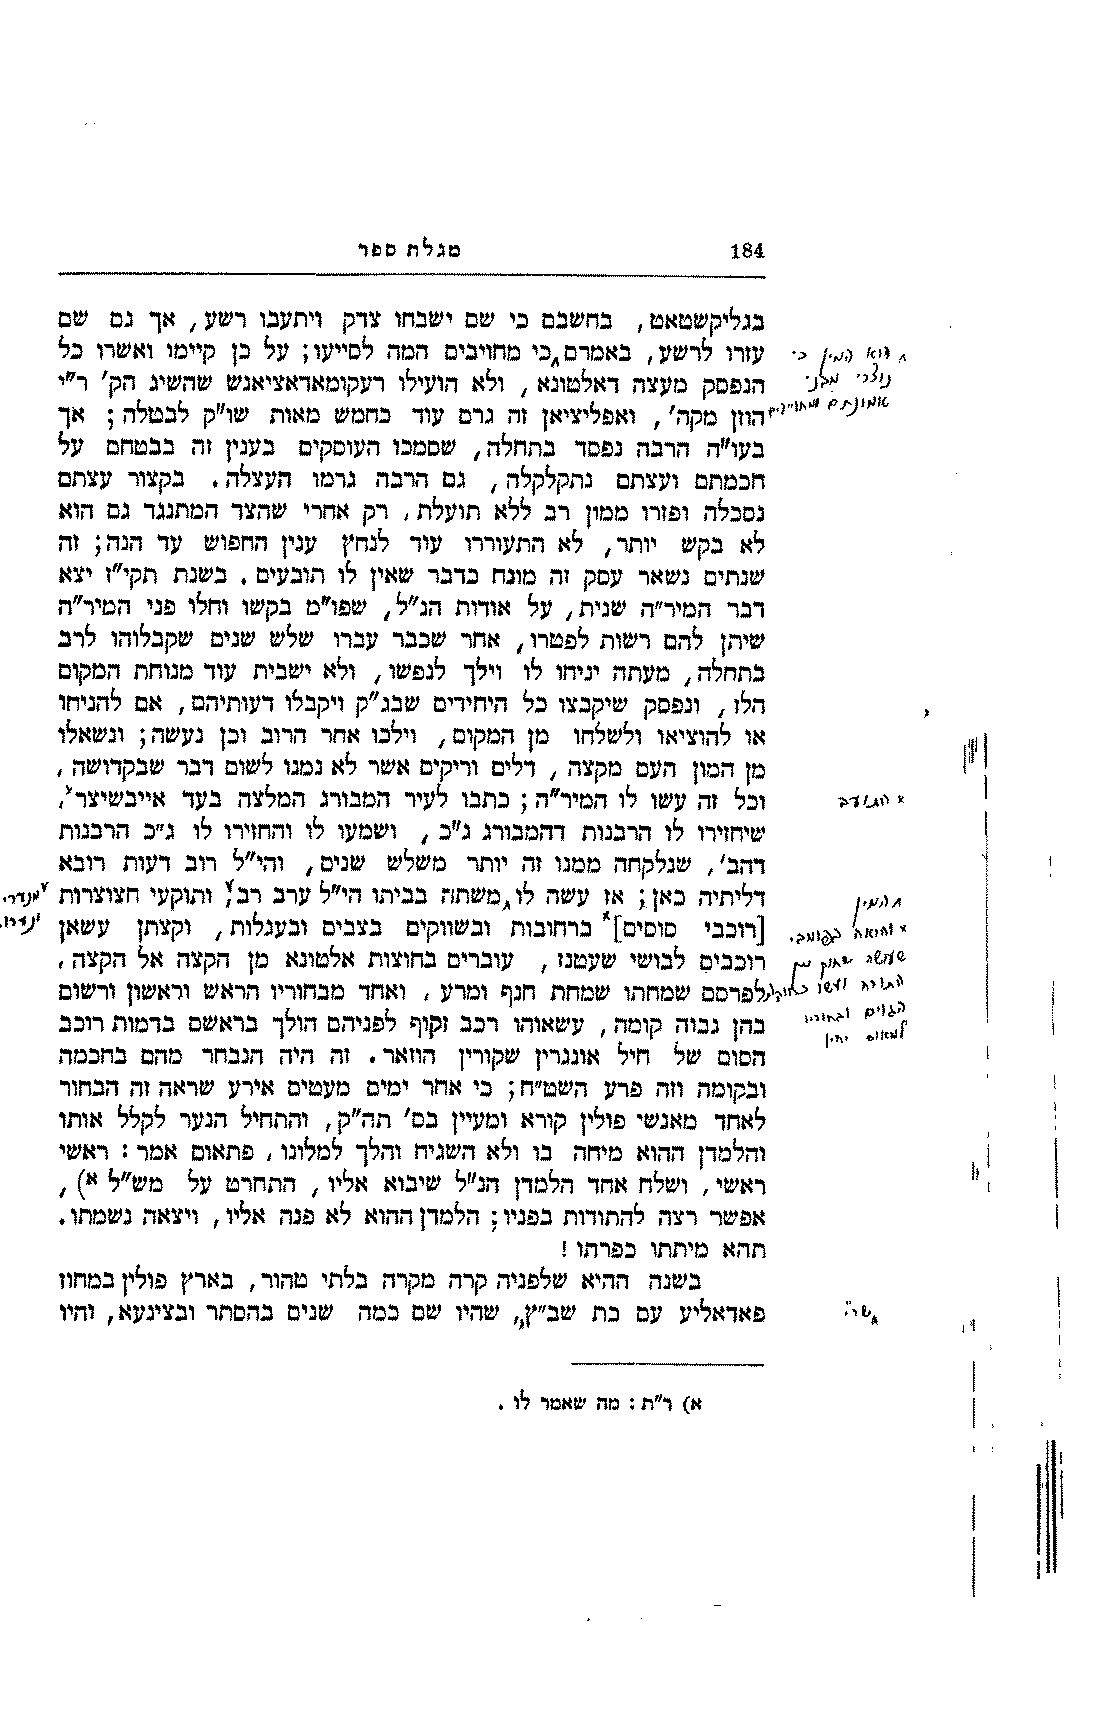 184
מגלת ספר
בגליקשטאט, בחשבם כי שם ישבחו צדק ויתעבו רשע, אך גם שם
עזרו לרשע, באמרם כי מחויבים המה לסייעו; על כן קיימו ואשרו כל
הנפסק מעצה דאלטונא, ולא הועילו רעקומאדאציאנש שהשיג הק' ר"י
הוזן מקה', ואפליציאן זה גרם עוד בחמש מאות שו"ק לבטלה; אך
בעו"ה הרבה נפסד בתחלה, שסמכו העוסקים בענין זה בבטחם על
חכמתם ועצתם נתקלקלה, גם הרבה גרמו העצלה. בקצור עצתם
נסכלה ופזרו ממון רב ללא תועלת, רק אחרי שהצד המתנגד גם הוא
לא בקש יותר, לא התעוררו עוד לנחץ ענין החפוש עד הנה; זה
שנתים נשאר עסק זה מונח כדבר שאין לו תובעים. בשנת תקי"ז יצא
דבר המיר"ה שנית, על אודות הנ"ל, שפו"מ בקשו וחלו פני המיר"ה
שיתן להם רשות לפטרו, אחר שכבר עברו שלש שנים שקבלוהו לרב
בתחלה, מעתה יניחו לו וילך לנפשו, ולא ישבית עוד מנוחת המקום
הלז, ונפסק שיקבצו כל היחידים שבג"ק ויקבלו דעותיהם, אם להניחו
או להוציאו ולשלחו מן המקום, וילכו אחר הרוב וכן נעשה; ונשאלו
מן המון העם מקצה, דלים וריקים אשר לא נמנו לשום דבר שבקדושה,
וכל זה עשו לו המיר"ה; כתבו לעיר המבורג המלצה בעד אייבשיצר,
שיחזירו לו הרבנות דהמבורג ג"כ, ושמעו לו והחזירו לו ג"כ הרבנות
דהב', שנלקחה ממנו זה יותר משלש שנים, והי"ל רוב דעות רובא
דליתיה כאן; אז עשה לו משתה בביתו הי"ל ערב רב, ותוקעי חצוצרות
[רוכבי סוסים] ברחובות ובשווקים בצבים ובעגלות, וקצתן עשאן
רוכבים לבושי שעטנז, עוברים בחוצות אלטונא מן הקצה אל הקצה,
לפרסם שמחתו שמחת חנף ומרע, ואחד מבחוריו הראש וראשון ורשום
בהן גבוה קומה, עשאוהו רכב זקוף לפניהם הולך בראשם בדמות רוכב
הסוס של חיל אונגרין שקורין הוזאר. זה היה הנבחר מהם בחכמה
ובקומה וזה פרע השט"ח; כי אחר ימים מעטים אירע שראה זה הבחור
לאחד מאנשי פולין קורא ומעיין בס' תה"ק, והתחיל הנער לקלל אותו
והלמדן ההוא מיחה בו ולא השגיח והלך למלונו, פתאום אמר: ראשי
ראשי, ושלח אחד הלמדן הנ"ל שיבוא אליו, התחרט על מש"ל א),
אפשר רצה להתודות בפניו; הלמדן ההוא לא פנה אליו, ויצאה נשמתו.
תהא מיתתו כפרתו!
בשנה ההיא שלפניה קרה מקרה בלתי טהור, בארץ פולין במחוז
פאדאליע עם כת שב"ץ, שהיו שם כמה שנים בהסתר ובצינעא, והיו
א) ר"ת: מה שאמר לו.
הוא המין כי
נוצרי מבני
אמונתם
המין